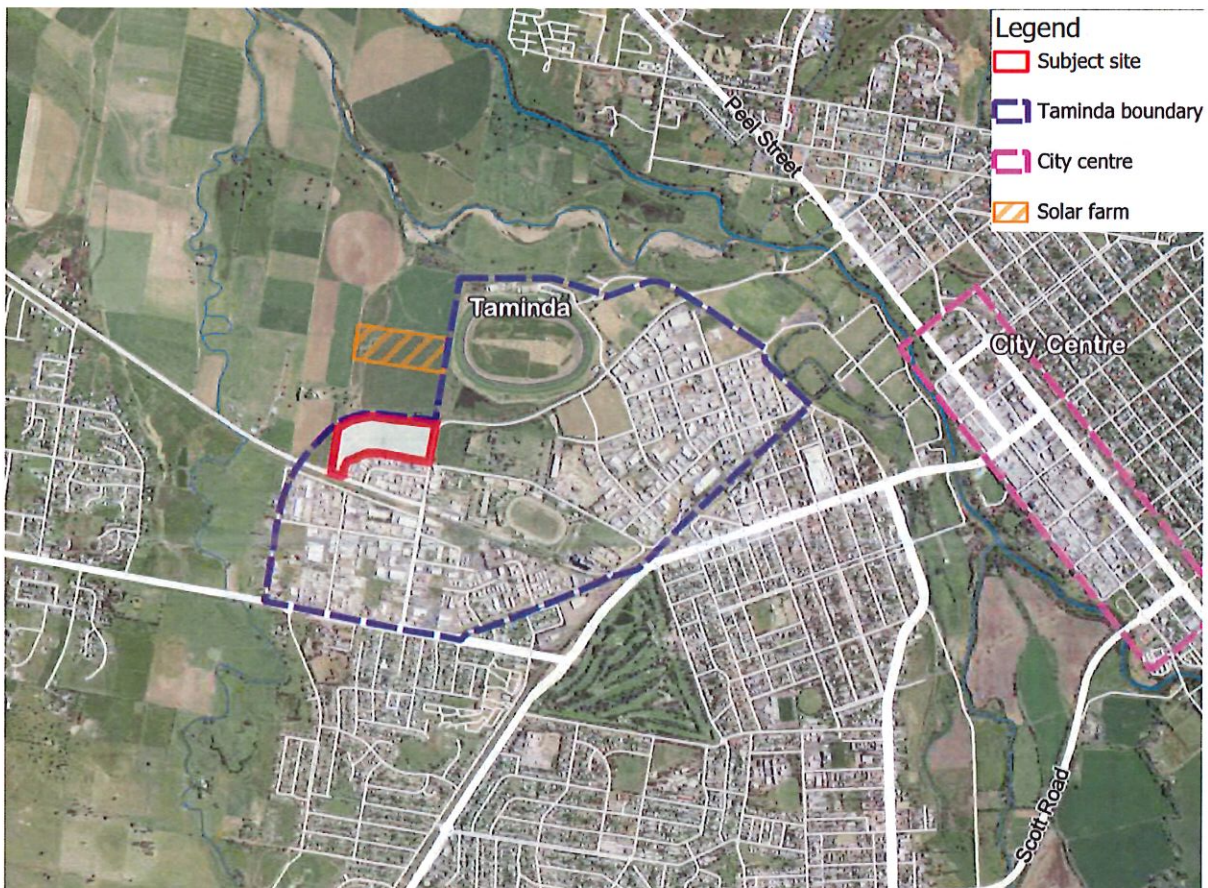 Legend
Subject site
Taminda boundary
City centre
Solar farm
Peel Street
Taminda
City Centre
Scott Road